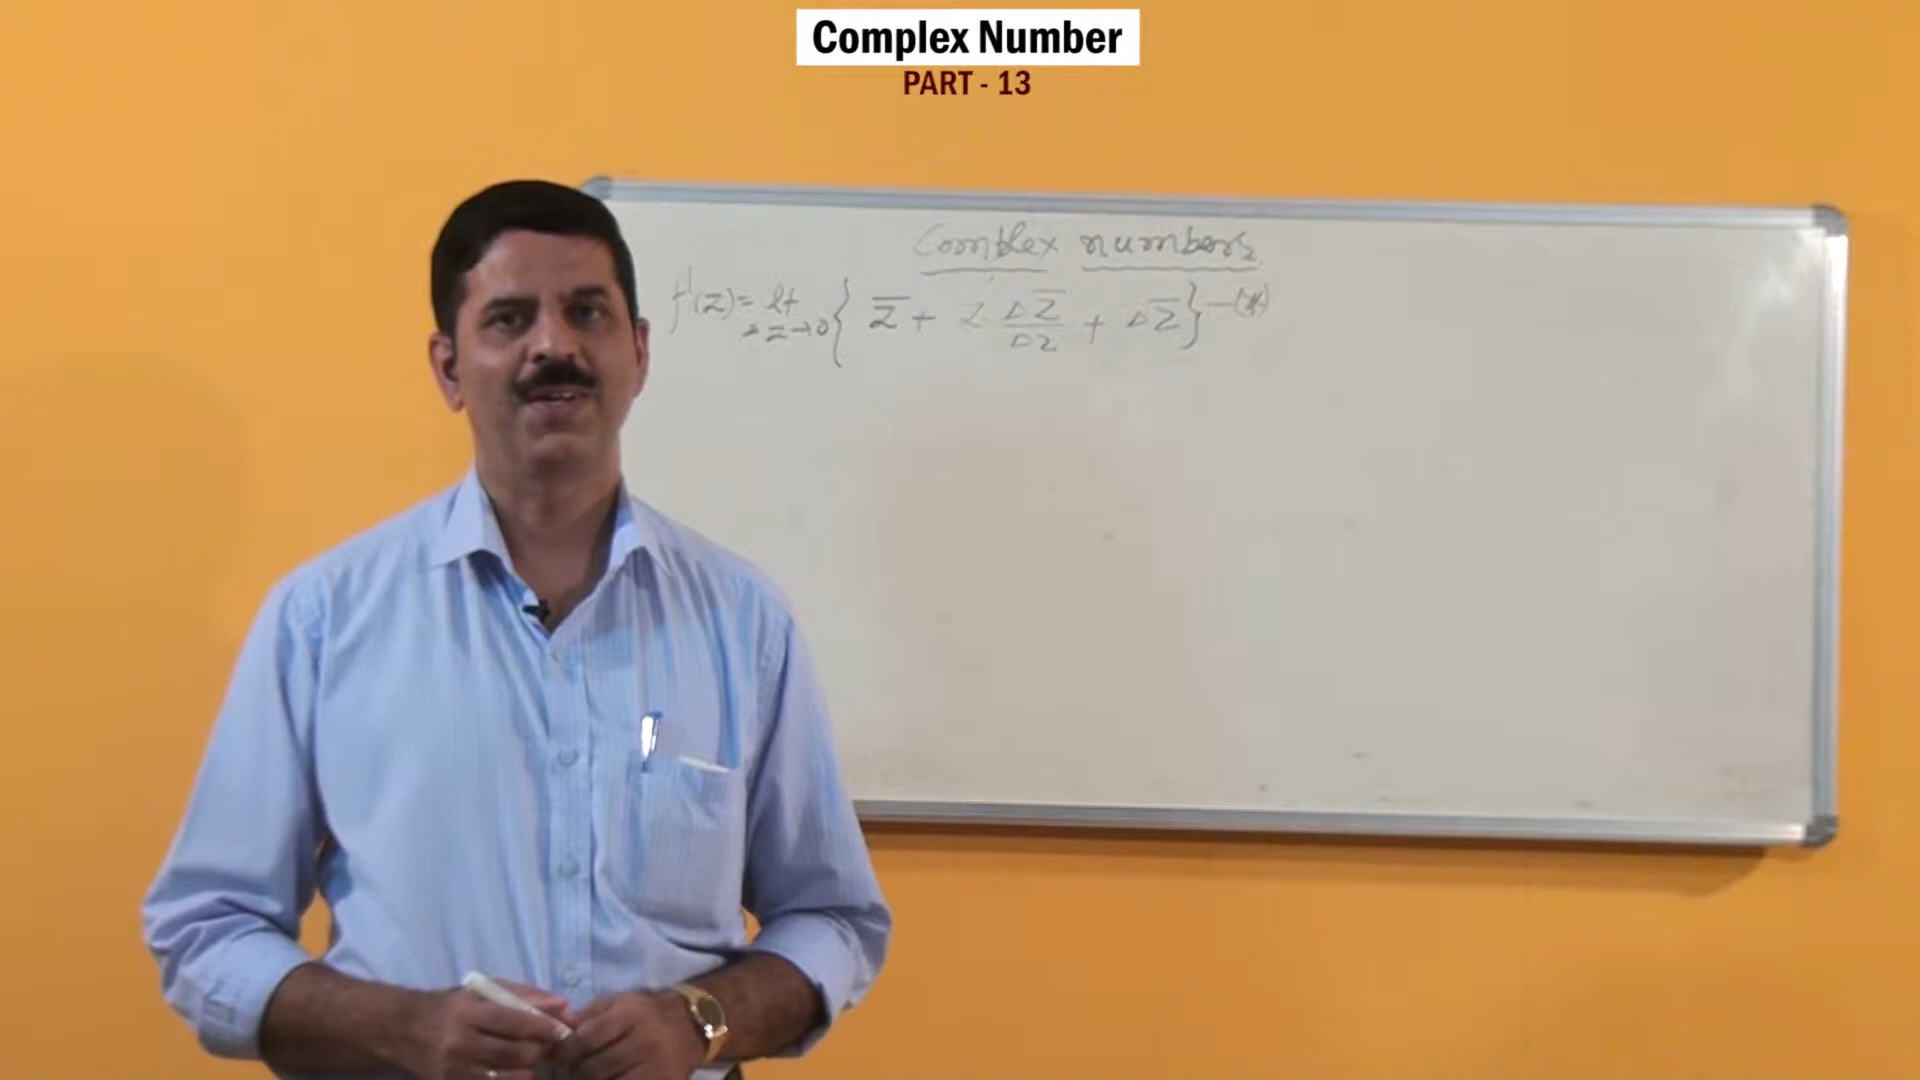 Complex Number
PART - 13
Complex numbers
f'(z) = lt Δz→0 { z̅ + z Δz̅/Δz + Δz̅ } —(*)